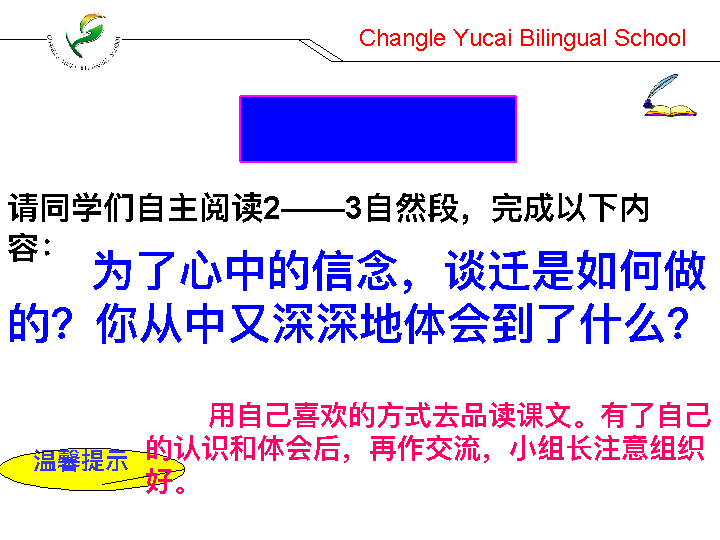 Changle Yucai Bilingual School
请同学们自主阅读2——3自然段，完成以下内
容：
为了心中的信念，谈迁是如何做
的？你从中又深深地体会到了什么？
用自己喜欢的方式去品读课文。有了自己
的认识和体会后，再作交流，小组长注意组织
好。
温馨提示